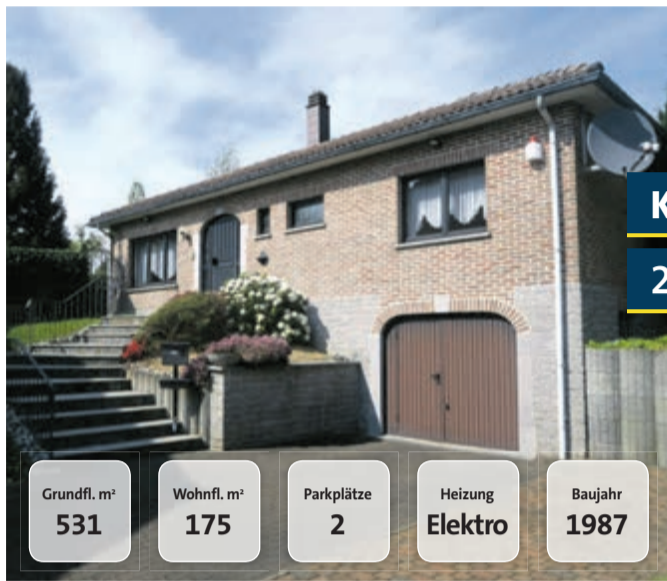 K
2
Grundfl. m²
531
Wohnfl. m²
175
Parkplätze
2
Heizung
Elektro
Baujahr
1987